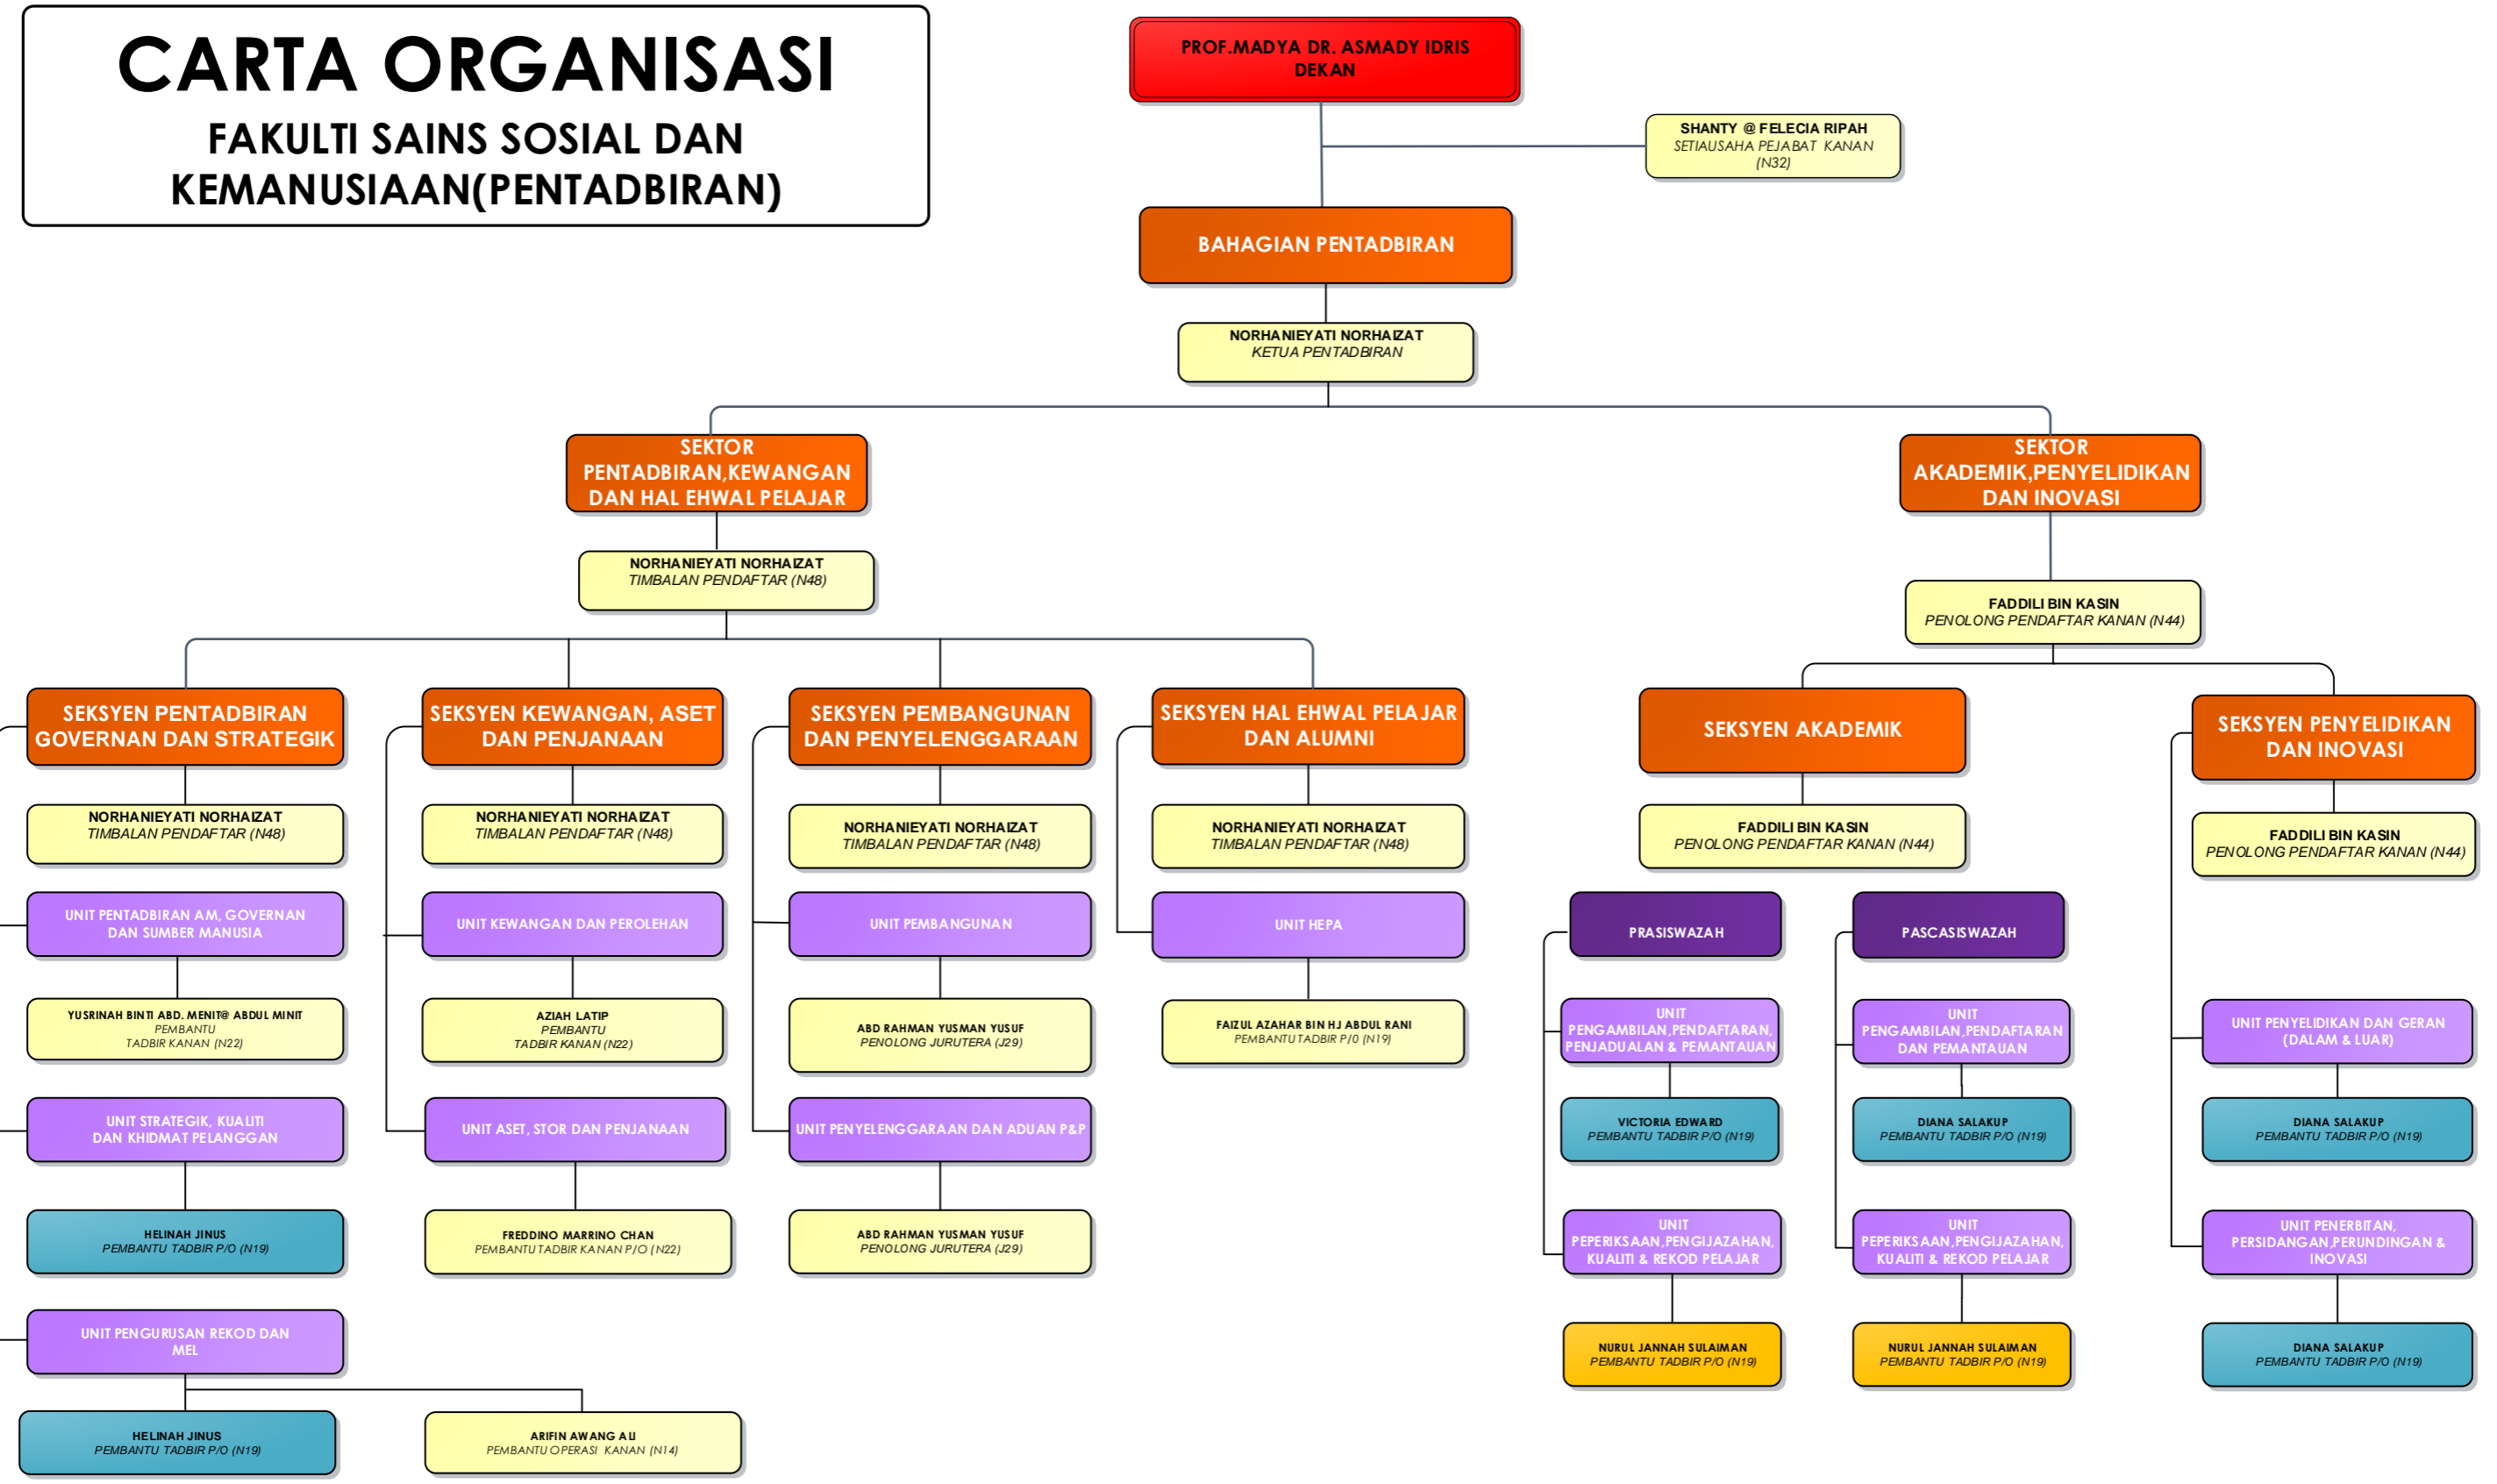 CARTA ORGANISASI
FAKULTI SAINS SOSIAL DAN
KEMANUSIAAN(PENTADBIRAN)
PROF.MADYA DR. ASMADY IDRIS
DEKAN
SHANTY @ FELECIA RIPAH
SETIAUSAHA PEJABAT KANAN
(N32)
BAHAGIAN PENTADBIRAN
NORHANIEYATI NORHAIZAT
KETUA PENTADBIRAN
SEKTOR
PENTADBIRAN,KEWANGAN
DAN HAL EHWAL PELAJAR
NORHANIEYATI NORHAIZAT
TIMBALAN PENDAFTAR (N48)
SEKTOR
AKADEMIK,PENYELIDIKAN
DAN INOVASI
FADDILI BIN KASIN
PENOLONG PENDAFTAR KANAN (N44)
SEKSYEN PENTADBIRAN
GOVERNAN DAN STRATEGIK
NORHANIEYATI NORHAIZAT
TIMBALAN PENDAFTAR (N48)
UNIT PENTADBIRAN AM, GOVERNAN
DAN SUMBER MANUSIA
YUSRINAH BINTI ABD. MENIT@ ABDUL MINIT
PEMBANTU
TADBIR KANAN (N22)
UNIT STRATEGIK, KUALITI
DAN KHIDMAT PELANGGAN
HELINAH JINUS
PEMBANTU TADBIR P/O (N19)
UNIT PENGURUSAN REKOD DAN
MEL
HELINAH JINUS
PEMBANTU TADBIR P/O (N19)
ARIFIN AWANG ALI
PEMBANTU OPERASI KANAN (N14)
SEKSYEN KEWANGAN, ASET
DAN PENJANAAN
NORHANIEYATI NORHAIZAT
TIMBALAN PENDAFTAR (N48)
UNIT KEWANGAN DAN PEROLEHAN
AZIAH LATIP
PEMBANTU
TADBIR KANAN (N22)
UNIT ASET, STOR DAN PENJANAAN
FREDDINO MARRINO CHAN
PEMBANTU TADBIR KANAN P/O (N22)
SEKSYEN PEMBANGUNAN
DAN PENYELENGGARAAN
NORHANIEYATI NORHAIZAT
TIMBALAN PENDAFTAR (N48)
UNIT PEMBANGUNAN
ABD RAHMAN YUSMAN YUSUF
PENOLONG JURUTERA (J29)
UNIT PENYELENGGARAAN DAN ADUAN P&P
ABD RAHMAN YUSMAN YUSUF
PENOLONG JURUTERA (J29)
SEKSYEN HAL EHWAL PELAJAR
DAN ALUMNI
NORHANIEYATI NORHAIZAT
TIMBALAN PENDAFTAR (N48)
UNIT HEPA
FAIZUL AZAHAR BIN HJ ABDUL RANI
PEMBANTU TADBIR P/0 (N19)
SEKSYEN AKADEMIK
FADDILI BIN KASIN
PENOLONG PENDAFTAR KANAN (N44)
PRASISWAZAH
UNIT
PENGAMBILAN,PENDAFTARAN,
PENJADUALAN & PEMANTAUAN
VICTORIA EDWARD
PEMBANTU TADBIR P/O (N19)
UNIT
PEPERIKSAAN,PENGIJAZAHAN,
KUALITI & REKOD PELAJAR
NURUL JANNAH SULAIMAN
PEMBANTU TADBIR P/O (N19)
PASCASISWAZAH
UNIT
PENGAMBILAN,PENDAFTARAN
DAN PEMANTAUAN
DIANA SALAKUP
PEMBANTU TADBIR P/O (N19)
UNIT
PEPERIKSAAN,PENGIJAZAHAN,
KUALITI & REKOD PELAJAR
NURUL JANNAH SULAIMAN
PEMBANTU TADBIR P/O (N19)
SEKSYEN PENYELIDIKAN
DAN INOVASI
FADDILI BIN KASIN
PENOLONG PENDAFTAR KANAN (N44)
UNIT PENYELIDIKAN DAN GERAN
(DALAM & LUAR)
DIANA SALAKUP
PEMBANTU TADBIR P/O (N19)
UNIT PENERBITAN,
PERSIDANGAN,PERUNDINGAN &
INOVASI
DIANA SALAKUP
PEMBANTU TADBIR P/O (N19)